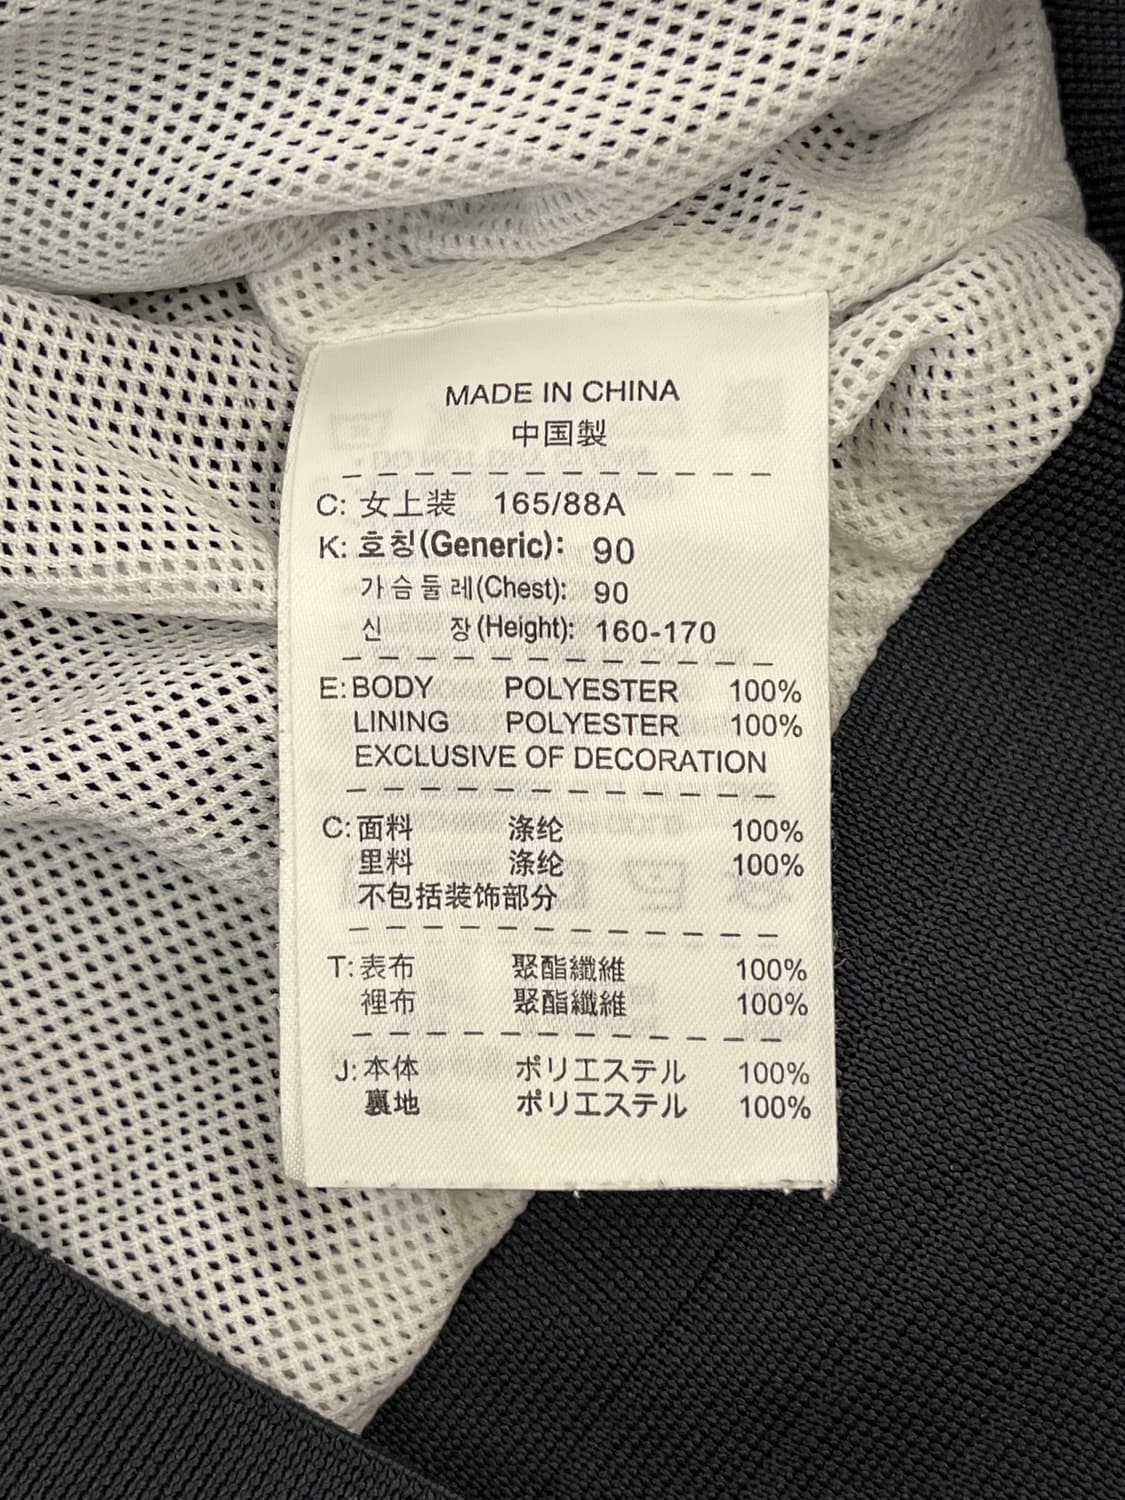 MADE IN CHINA
中国製
C: 女上装 165/88A
K: 호칭(Generic): 90
가슴둘레(Chest): 90
신 장(Height): 160-170
E: BODY POLYESTER 100%
LINING POLYESTER 100%
EXCLUSIVE OF DECORATION
C: 面料 涤纶 100%
里料 涤纶 100%
不包括装饰部分
T: 表布 聚酯纖維 100%
裡布 聚酯纖維 100%
J: 本体 ポリエステル 100%
裏地 ポリエステル 100%